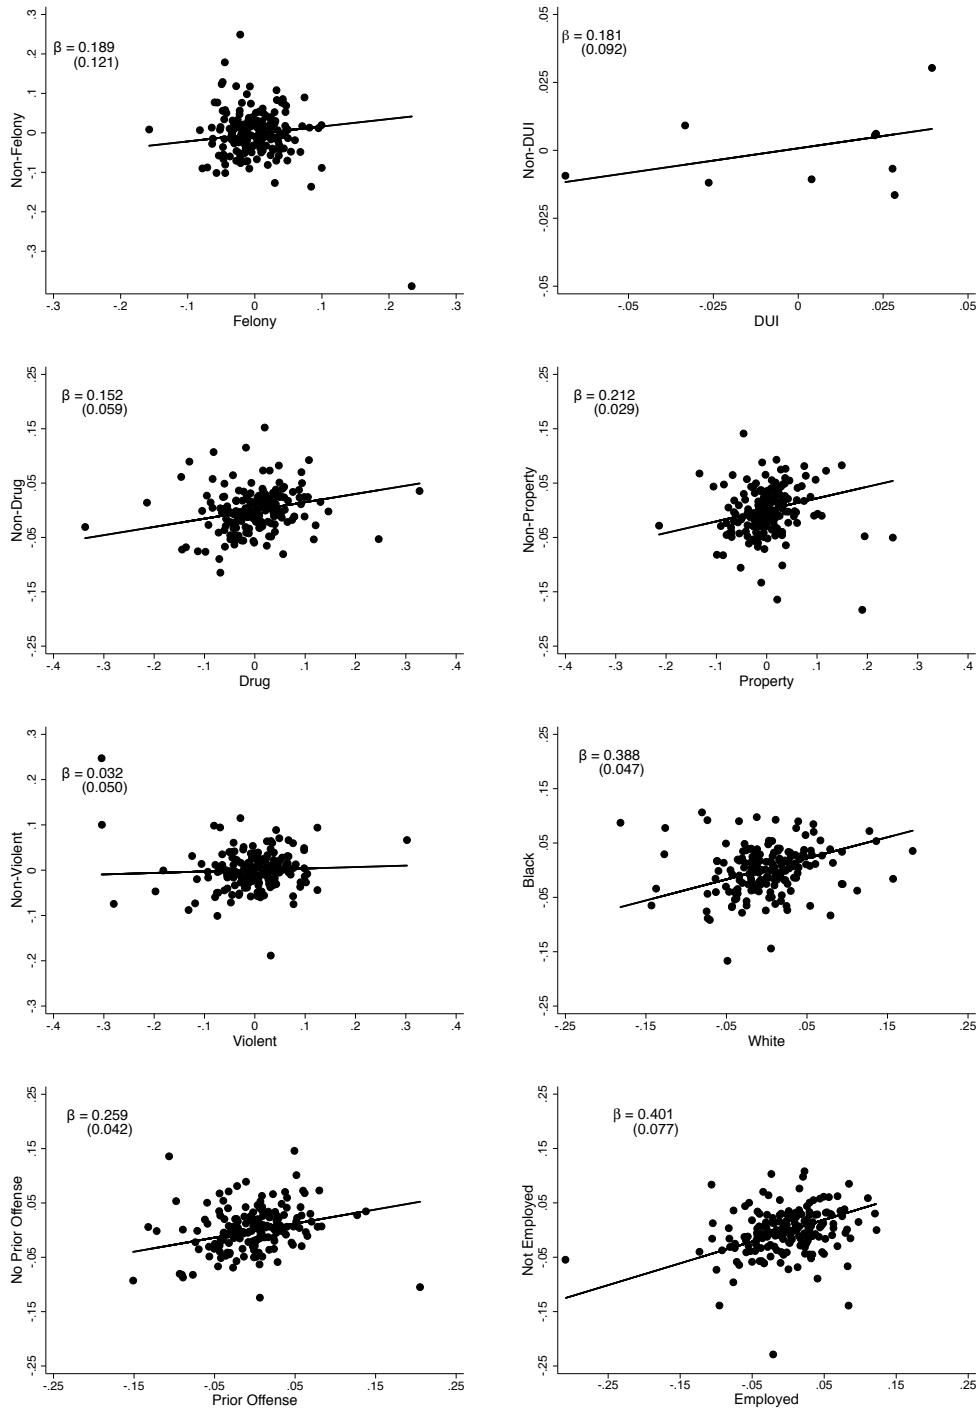 .3
.2
.1
0
-.1
-.2
-.3
Non-Felony
β = 0.189
(0.121)
-.3 -.2 -.1 0 .1 .2 .3
Felony
.05
.025
0
-.025
-.05
Non-DUI
β = 0.181
(0.092)
-.05 -.025 0 .025 .05
DUI
.25
.15
.05
-.05
-.15
-.25
Non-Drug
β = 0.152
(0.059)
-.4 -.3 -.2 -.1 0 .1 .2 .3 .4
Drug
.25
.15
.05
-.05
-.15
-.25
Non-Property
β = 0.212
(0.029)
-.4 -.3 -.2 -.1 0 .1 .2 .3 .4
Property
.3
.2
.1
0
-.1
-.2
-.3
Non-Violent
β = 0.032
(0.050)
-.4 -.3 -.2 -.1 0 .1 .2 .3 .4
Violent
.25
.15
.05
-.05
-.15
-.25
Black
β = 0.388
(0.047)
-.25 -.15 -.05 .05 .15 .25
White
.25
.15
.05
-.05
-.15
-.25
No Prior Offense
β = 0.259
(0.042)
-.25 -.15 -.05 .05 .15 .25
Prior Offense
.25
.15
.05
-.05
-.15
-.25
Not Employed
β = 0.401
(0.077)
-.25 -.15 -.05 .05 .15 .25
Employed